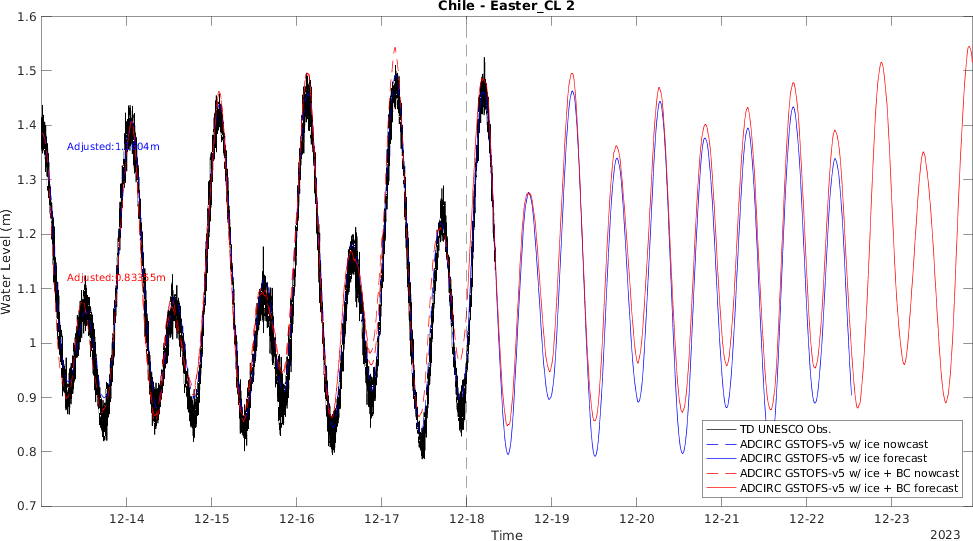 Chile - Easter_CL 2
1.6
1.5
1.4
1.3
1.2
1.1
1
0.9
0.8
0.7
Water Level (m)
Adjusted:
Adjusted:0.83355m
TD UNESCO Obs.
ADCIRC GSTOFS-v5 w/ ice nowcast
ADCIRC GSTOFS-v5 w/ ice forecast
ADCIRC GSTOFS-v5 w/ ice + BC nowcast
ADCIRC GSTOFS-v5 w/ ice + BC forecast
12-14 12-15 12-16 12-17 12-18 12-19 12-20 12-21 12-22 12-23
Time
2023